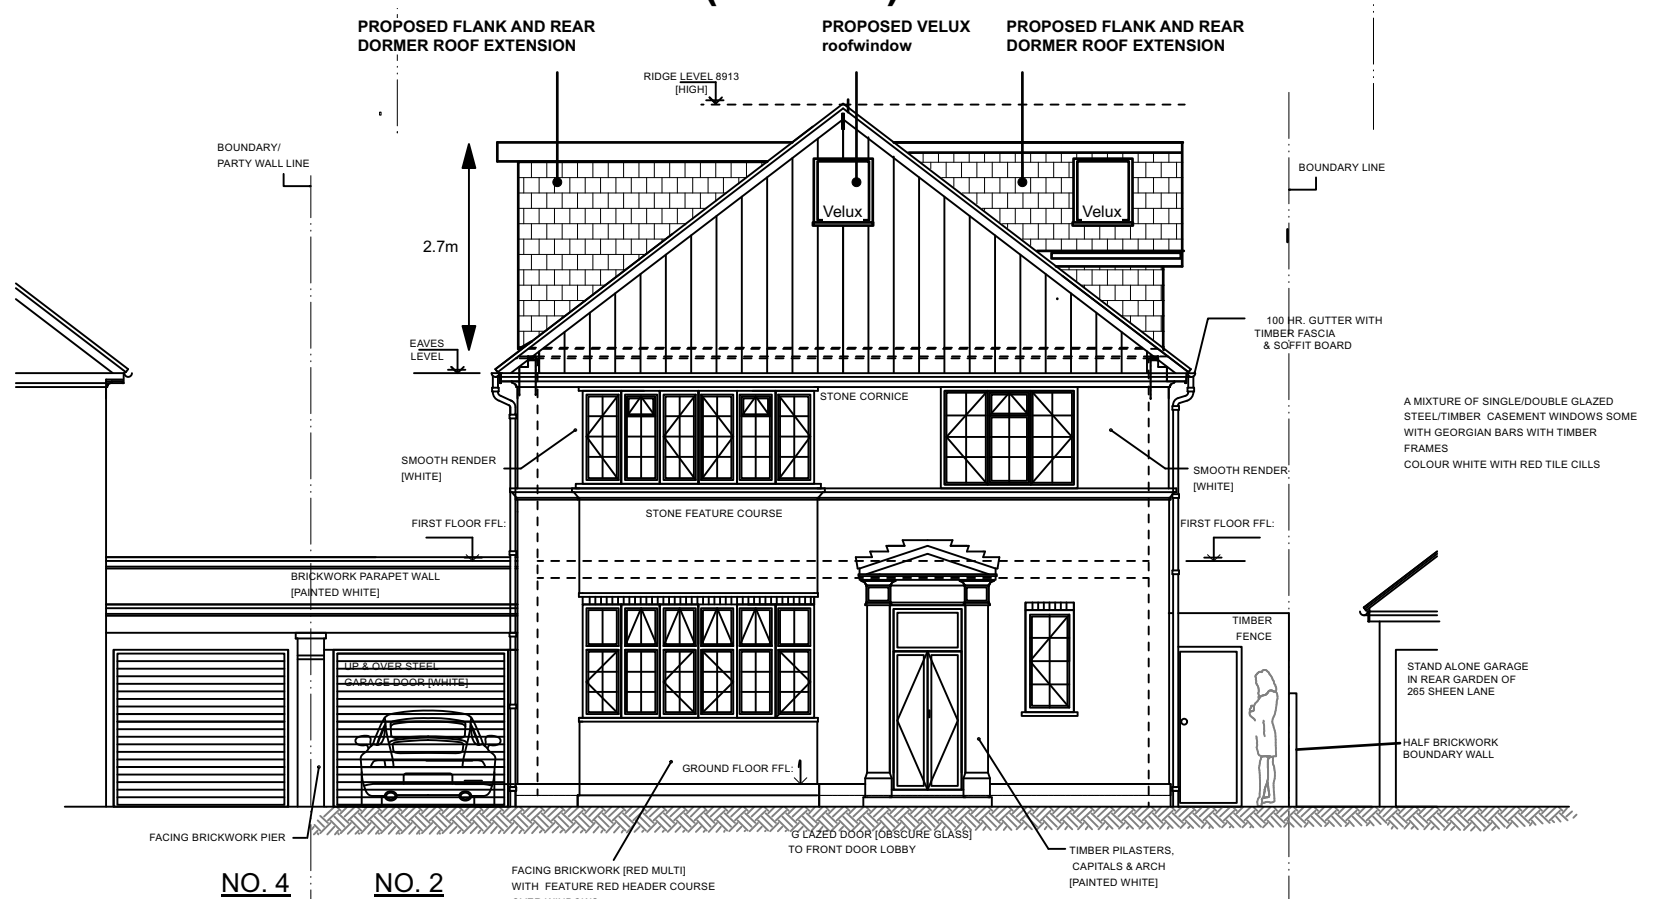 PROPOSED FLANK AND REAR
DORMER ROOF EXTENSION
PROPOSED VELUX
roofwindow
PROPOSED FLANK AND REAR
DORMER ROOF EXTENSION
RIDGE LEVEL 8913
[HIGH]
BOUNDARY/
PARTY WALL LINE
BOUNDARY LINE
Velux
Velux
2.7m
EAVES
LEVEL
100 HR. GUTTER WITH
TIMBER FASCIA
& SOFFIT BOARD
STONE CORNICE
A MIXTURE OF SINGLE/DOUBLE GLAZED
STEEL/TIMBER CASEMENT WINDOWS SOME
WITH GEORGIAN BARS WITH TIMBER
FRAMES
COLOUR WHITE WITH RED TILE CILLS
SMOOTH RENDER
[WHITE]
SMOOTH RENDER
[WHITE]
STONE FEATURE COURSE
FIRST FLOOR FFL:
FIRST FLOOR FFL:
BRICKWORK PARAPET WALL
[PAINTED WHITE]
TIMBER
FENCE
UP & OVER STEEL
GARAGE DOOR [WHITE]
STAND ALONE GARAGE
IN REAR GARDEN OF
265 SHEEN LANE
HALF BRICKWORK
BOUNDARY WALL
GROUND FLOOR FFL:
FACING BRICKWORK PIER
G LAZED DOOR [OBSCURE GLASS]
TO FRONT DOOR LOBBY
TIMBER PILASTERS,
CAPITALS & ARCH
[PAINTED WHITE]
FACING BRICKWORK [RED MULTI]
WITH FEATURE RED HEADER COURSE
NO. 4
NO. 2